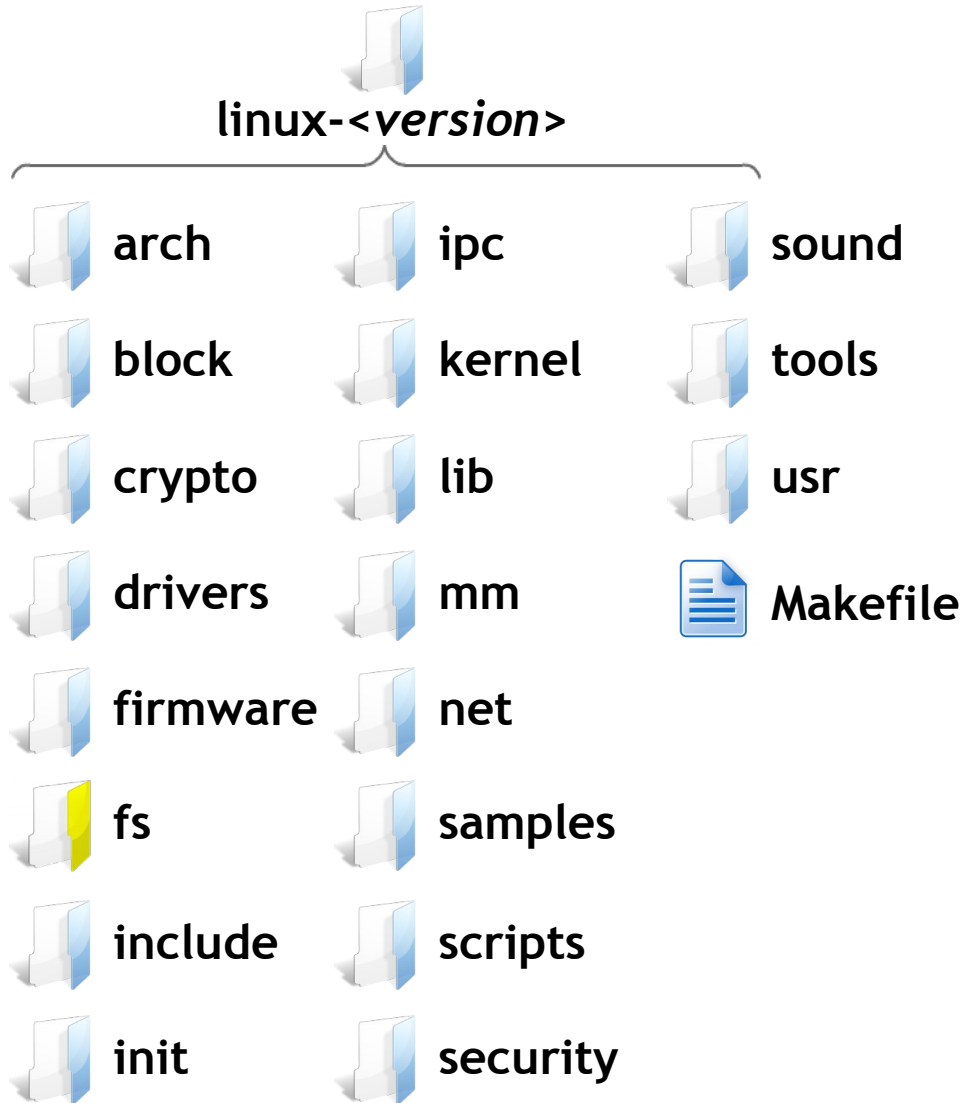 linux-<version>
arch
block
crypto
drivers
firmware
fs
include
init
ipc
kernel
lib
mm
net
samples
scripts
security
sound
tools
usr
Makefile